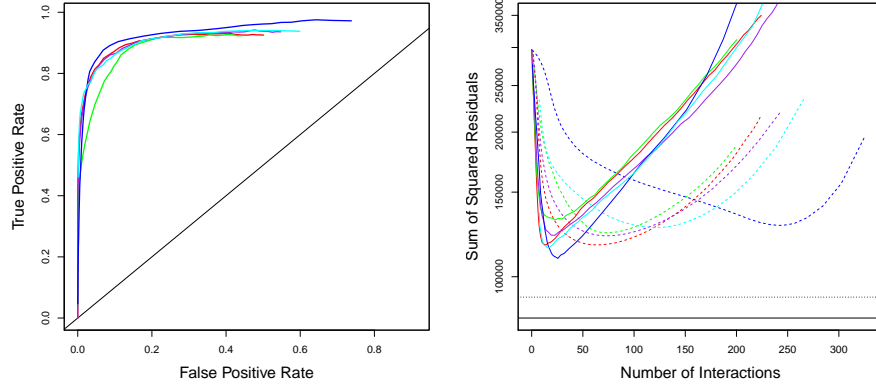 1.0
0.8
0.6
0.4
0.2
0.0
True Positive Rate
0.0 0.2 0.4 0.6 0.8
False Positive Rate
350000
250000
200000
150000
100000
Sum of Squared Residuals
0 50 100 150 200 250 300
Number of Interactions